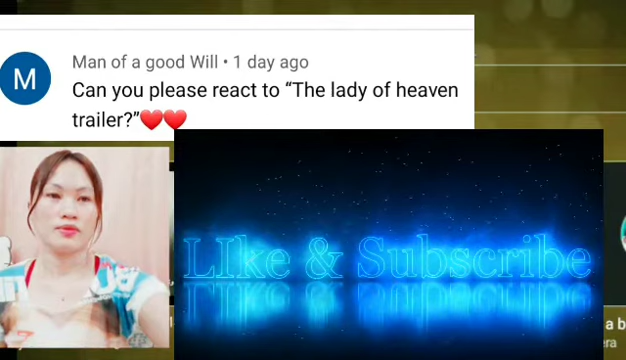 M
Man of a good Will • 1 day ago
Can you please react to “The lady of heaven
trailer?”❤️❤️
LIke & Subscribe
a b
era